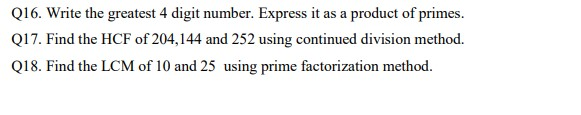 Q16. Write the greatest 4 digit number. Express it as a product of primes.
Q17. Find the HCF of 204,144 and 252 using continued division method.
Q18. Find the LCM of 10 and 25 using prime factorization method.